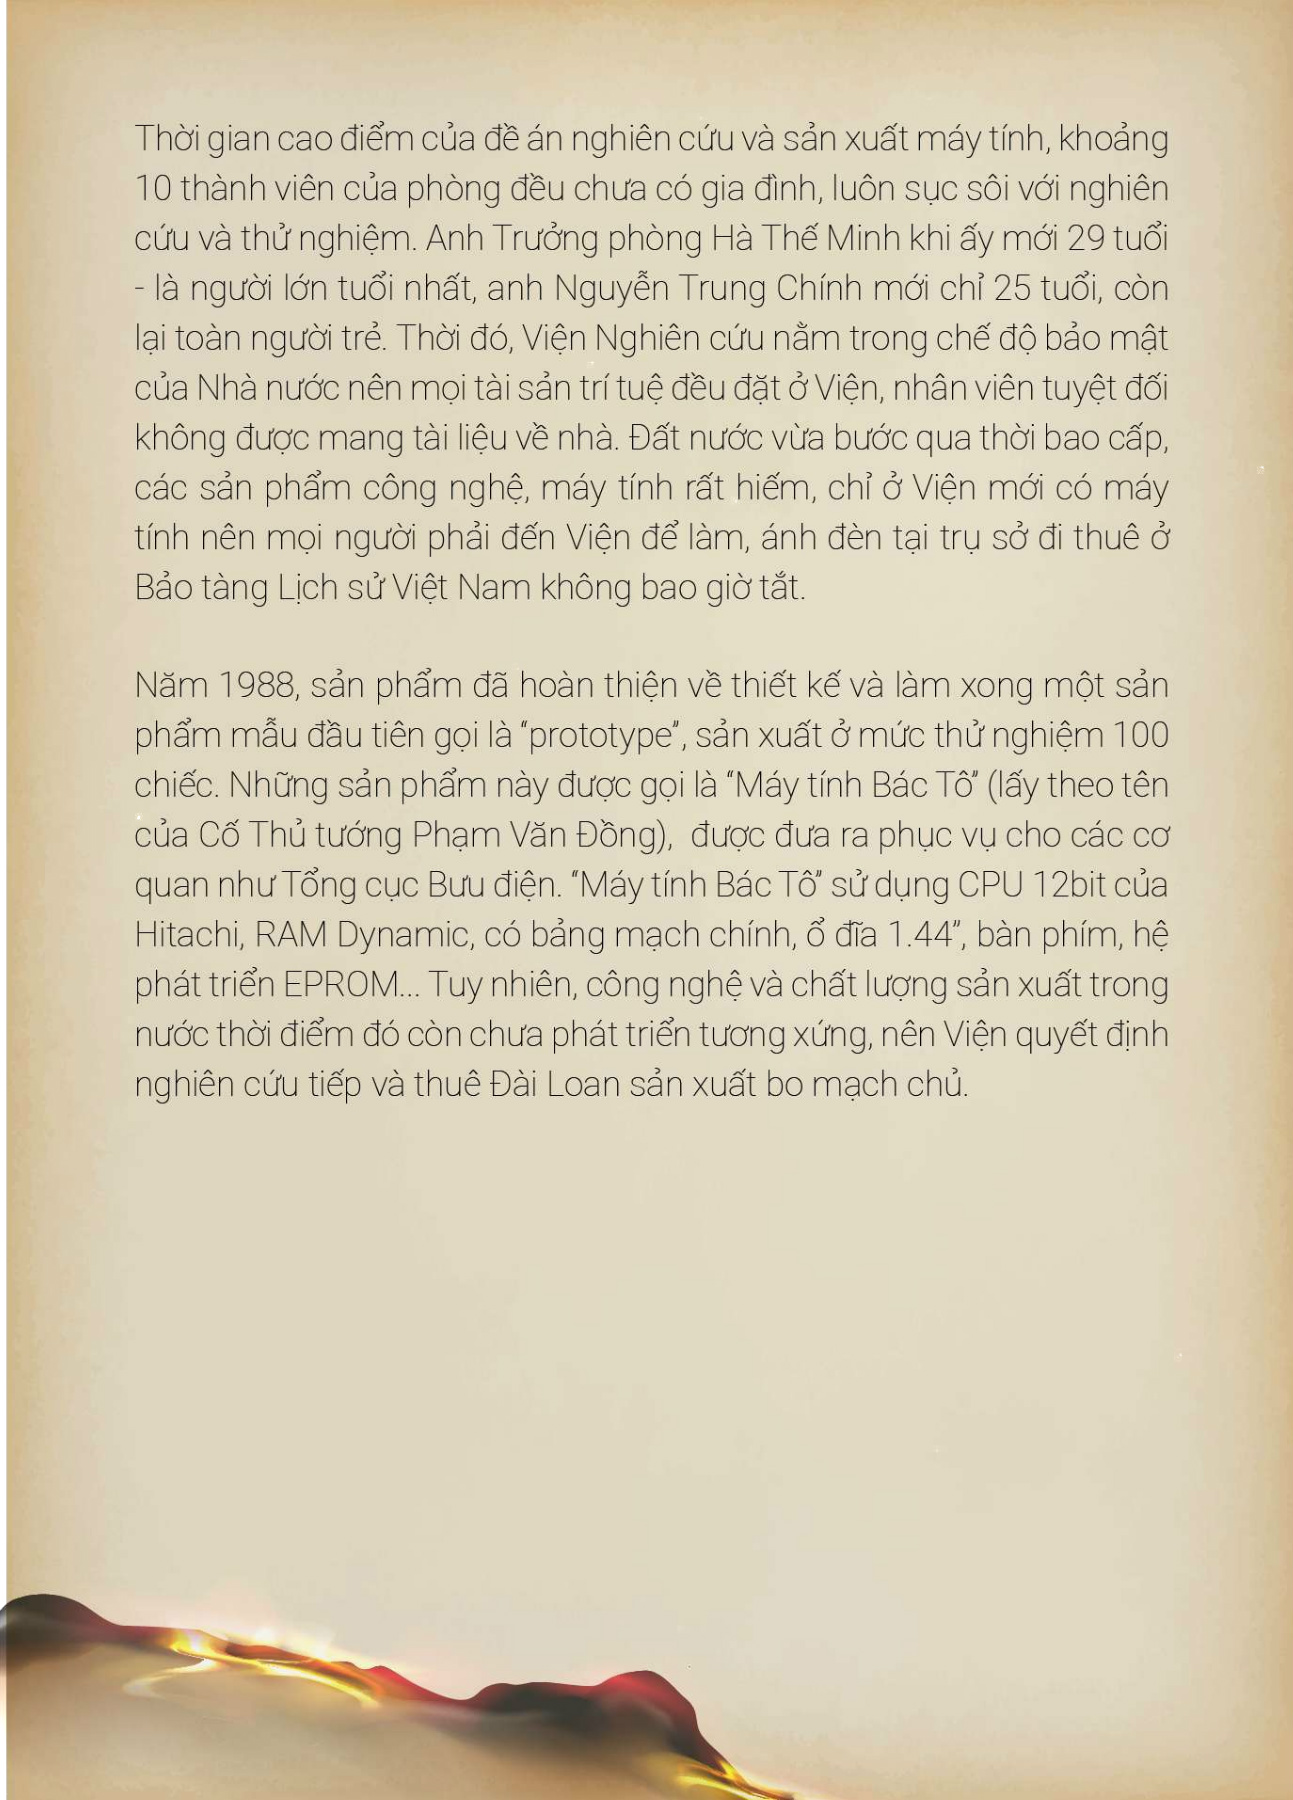 Thời gian cao điểm của đề án nghiên cứu và sản xuất máy tính, khoảng
10 thành viên của phòng đều chưa có gia đình, luôn sục sôi với nghiên
cứu và thử nghiệm. Anh Trưởng phòng Hà Thế Minh khi ấy mới 29 tuổi
- là người lớn tuổi nhất, anh Nguyễn Trung Chính mới chỉ 25 tuổi, còn
lại toàn người trẻ. Thời đó, Viện Nghiên cứu nằm trong chế độ bảo mật
của Nhà nước nên mọi tài sản trí tuệ đều đặt ở Viện, nhân viên tuyệt đối
không được mang tài liệu về nhà. Đất nước vừa bước qua thời bao cấp,
các sản phẩm công nghệ, máy tính rất hiếm, chỉ ở Viện mới có máy
tính nên mọi người phải đến Viện để làm, ánh đèn tại trụ sở đi thuê ở
Bảo tàng Lịch sử Việt Nam không bao giờ tắt.
Năm 1988, sản phẩm đã hoàn thiện về thiết kế và làm xong một sản
phẩm mẫu đầu tiên gọi là “prototype”, sản xuất ở mức thử nghiệm 100
chiếc. Những sản phẩm này được gọi là “Máy tính Bác Tô” (lấy theo tên
của Cố Thủ tướng Phạm Văn Đồng), được đưa ra phục vụ cho các cơ
quan như Tổng cục Bưu điện. “Máy tính Bác Tô” sử dụng CPU 12bit của
Hitachi, RAM Dynamic, có bảng mạch chính, ổ đĩa 1.44”, bàn phím, hệ
phát triển EPROM... Tuy nhiên, công nghệ và chất lượng sản xuất trong
nước thời điểm đó còn chưa phát triển tương xứng, nên Viện quyết định
nghiên cứu tiếp và thuê Đài Loan sản xuất bo mạch chủ.